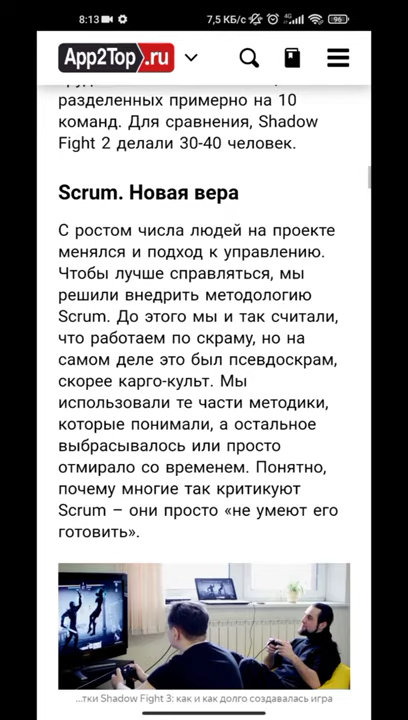 8:13
7,5 КБ/с
4G
96
App2Top.ru
разделенных примерно на 10
команд. Для сравнения, Shadow
Fight 2 делали 30-40 человек.
Scrum. Новая вера
С ростом числа людей на проекте
менялся и подход к управлению.
Чтобы лучше справляться, мы
решили внедрить методологию
Scrum. До этого мы и так считали,
что работаем по скраму, но на
самом деле это был псевдоскрам,
скорее карго-культ. Мы
использовали те части методики,
которые понимали, а остальное
выбрасывалось или просто
отмирало со временем. Понятно,
почему многие так критикуют
Scrum – они просто «не умеют его
готовить».
...тки Shadow Fight 3: как и как долго создавалась игра